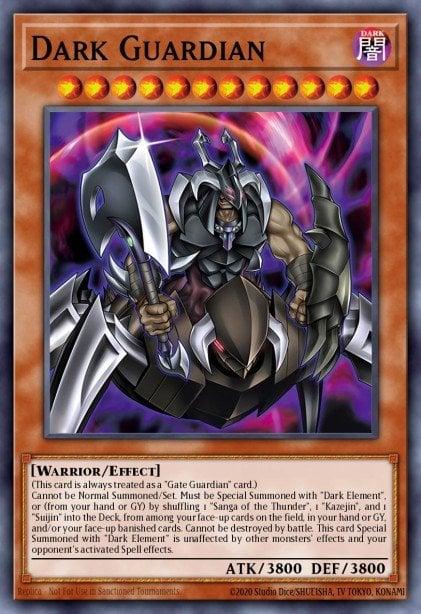 DARK GUARDIAN
DARK
闇
[WARRIOR/EFFECT]
(This card is always treated as a "Gate Guardian" card.)
Cannot be Normal Summoned/Set. Must be Special Summoned with "Dark Element",
or (from your hand or GY) by shuffling 1 "Sanga of the Thunder", 1 "Kazejin", and 1
"Suijin" into the Deck, from among your face-up cards on the field, in your hand or GY,
and/or your face-up banished cards. Cannot be destroyed by battle. This card Special
Summoned with "Dark Element" is unaffected by other monsters' effects and your
opponent's activated Spell effects.
ATK/3800 DEF/3800
Replica - Not For Use in Sanctioned Tournaments
©2020 Studio Dice/SHUEISHA, TV TOKYO, KONAMI